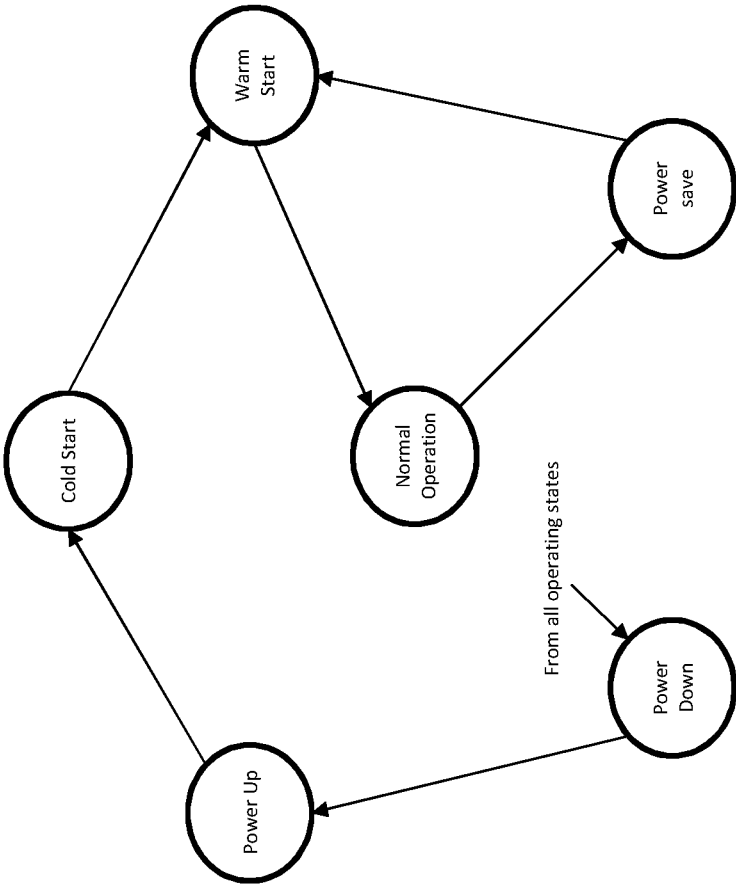 Power Up
Cold Start
Warm
Start
Normal
Operation
Power
save
From all operating states
Power
Down